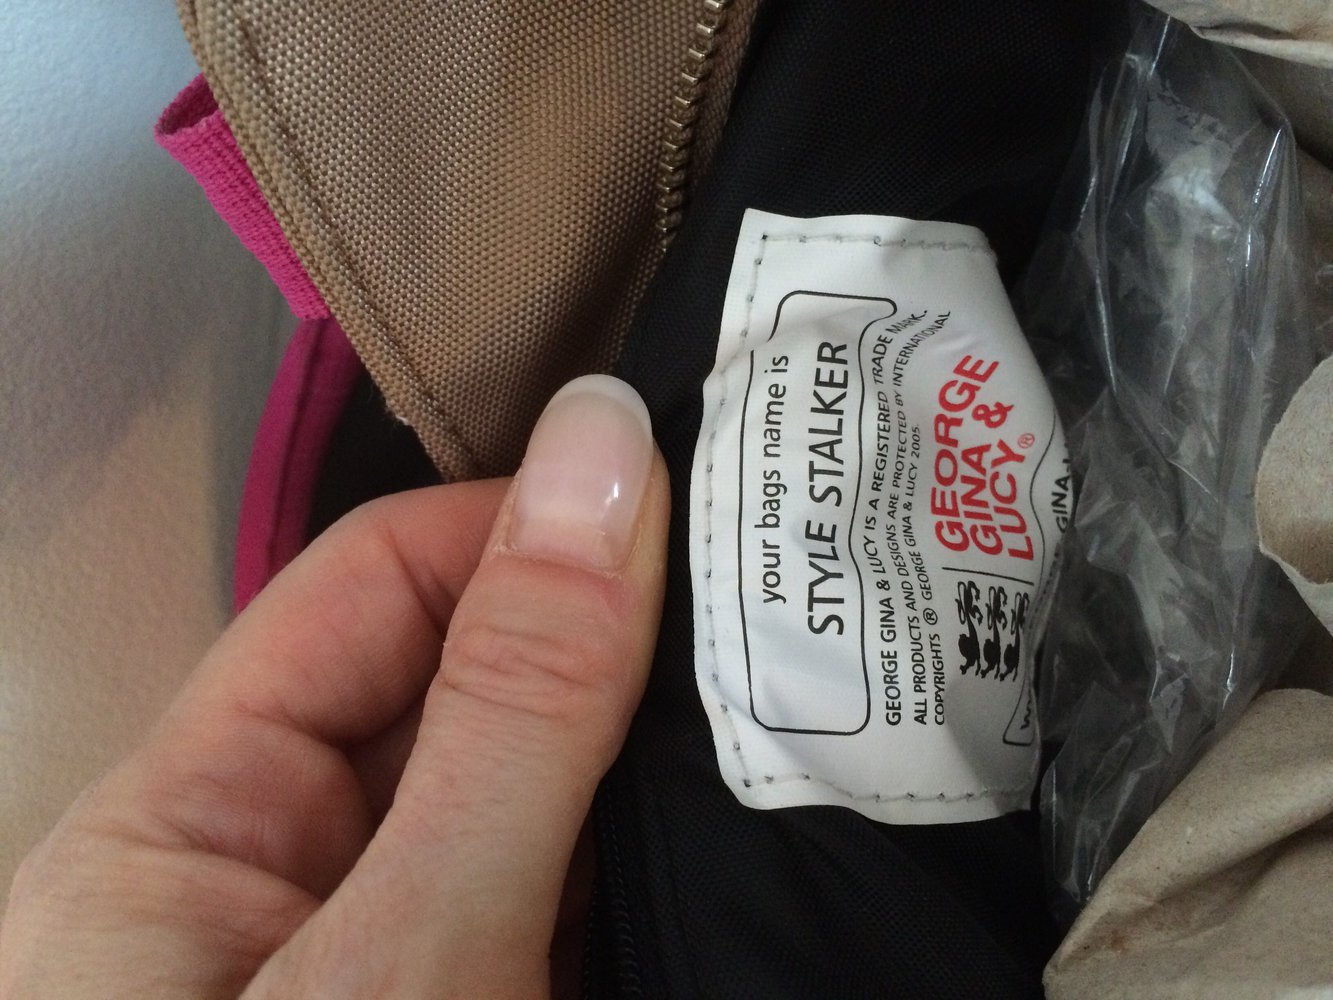 your bags name is
STYLE STALKER
GEORGE GINA & LUCY IS A REGISTERED TRADE MARK.
ALL PRODUCTS AND DESIGNS ARE PROTECTED BY INTERNATIONAL
COPYRIGHTS ® GEORGE GINA & LUCY 2005.
GEORGE
GINA &
LUCY®
GINA